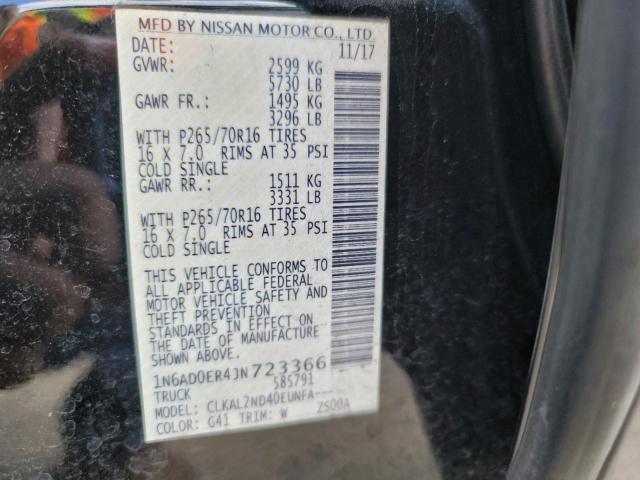 MFD BY NISSAN MOTOR CO., LTD.
DATE: 11/17
GVWR: 2599 KG
5730 LB
GAWR FR.: 1495 KG
3296 LB
WITH P265/70R16 TIRES
16 X 7.0 RIMS AT 35 PSI
COLD SINGLE
GAWR RR.: 1511 KG
3331 LB
WITH P265/70R16 TIRES
16 X 7.0 RIMS AT 35 PSI
COLD SINGLE
THIS VEHICLE CONFORMS TO
ALL APPLICABLE FEDERAL
MOTOR VEHICLE SAFETY AND
THEFT PREVENTION
STANDARDS IN EFFECT ON
THE DATE OF MANUFACTURE
SHOWN ABOVE.
1N6AD0ER4JN723366
TRUCK 585791
MODEL: CLKAL2ND40EUNFA----
COLOR: G41 TRIM: W ZS00A